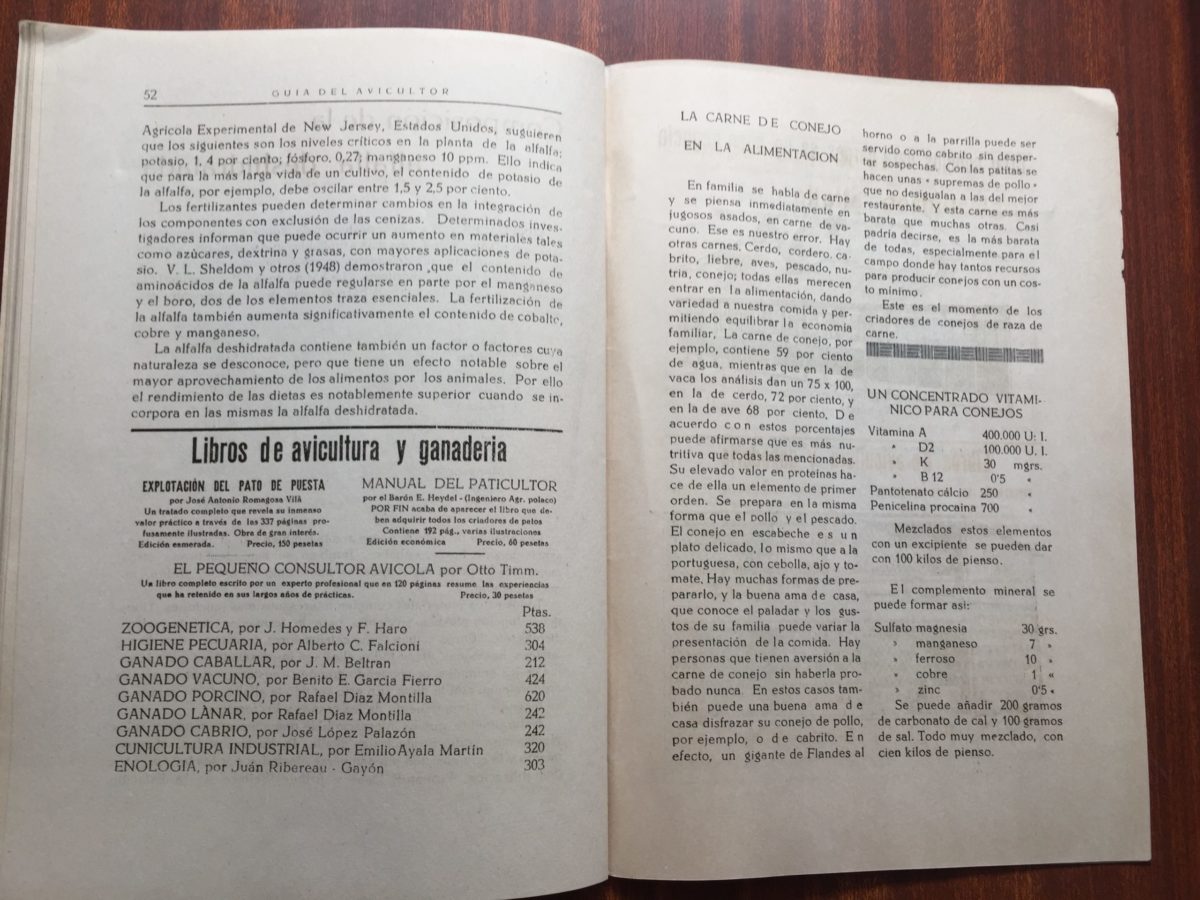 52
GUIA DEL AVICULTOR
Agrícola Experimental de New Jersey, Estados Unidos, suguieren
que los siguientes son los niveles críticos en la planta de la alfalfa:
potasio, 1, 4 por ciento; fósforo, 0,27; manganeso 10 ppm. Ello indica
que para la más larga vida de un cultivo, el contenido de potasio de
la alfalfa, por ejemplo, debe oscilar entre 1,5 y 2,5 por ciento.
Los fertilizantes pueden determinar cambios en la integración de
los componentes con exclusión de las cenizas. Determinados inves-
tigadores informan que puede ocurrir un aumento en materiales tales
como azùcares, dextrina y grasas, con mayores aplicaciones de pota-
sio. V. L. Sheldom y otros (1948) demostraron que el contenido de
aminoácidos de la alfalfa puede regularse en parte por el manganeso
y el boro, dos de los elementos traza esenciales. La fertilización de
la alfalfa también aumenta significativamente el contenido de cobalto,
cobre y manganeso.
La alfalfa deshidratada contiene también un factor o factores cuya
naturaleza se desconoce, pero que tiene un efecto notable sobre el
mayor aprovechamiento de los alimentos por los animales. Por ello
el rendimiento de las dietas es notablemente superior cuando se in-
corpora en las mismas la alfalfa deshidratada.
Libros de avicultura y ganaderia
EXPLOTACIÓN DEL PATO DE PUESTA
por José Antonio Romagosa Vilà
Un tratado completo que revela su inmenso
valor práctico a través de las 337 páginas pro-
fusamente ilustradas. Obra de gran interés.
Edición esmerada. Precio, 150 pesetas
MANUAL DEL PATICULTOR
por el Barón E. Heydel - (Ingeniero Agr. polaco)
POR FIN acaba de aparecer el libro que de-
ben adquirir todos los criadores de patos
Contiene 192 pág., varias ilustraciones
Edición económica Precio, 60 pesetas
EL PEQUEÑO CONSULTOR AVICOLA por Otto Timm.
Un libro completo escrito por un experto profesional que en 120 páginas resume las experiencias
que ha retenido en sus largos años de prácticas. Precio, 30 pesetas
Ptas.
ZOOGENETICA, por J. Homedes y F. Haro 538
HIGIENE PECUARIA, por Alberto C. Falcioni 304
GANADO CABALLAR, por J. M. Beltran 212
GANADO VACUNO, por Benito E. Garcia Fierro 424
GANADO PORCINO, por Rafael Diaz Montilla 620
GANADO LÀNAR, por Rafael Diaz Montilla 242
GANADO CABRIO, por José López Palazón 242
CUNICULTURA INDUSTRIAL, por Emilio Ayala Martín 320
ENOLOGIA, por Juán Ribereau - Gayón 303
LA CARNE DE CONEJO
EN LA ALIMENTACION
En familia se habla de carne
y se piensa inmediatamente en
jugosos asados, en carne de va-
cuno. Ese es nuestro error. Hay
otras carnes, Cerdo, cordero, ca-
brito, liebre, aves, pescado, nu-
tria, conejo; todas ellas merecen
entrar en la alimentación, dando
variedad a nuestra comida y per-
mitiendo equilibrar la economia
familiar. La carne de conejo, por
ejemplo, contiene 59 por ciento
de agua, mientras que en la de
vaca los análisis dan un 75 x 100,
en la de cerdo, 72 por ciento, y
en la de ave 68 por ciento, De
acuerdo con estos porcentajes
puede afirmarse que es más nu-
tritiva que todas las mencionadas.
Su elevado valor en proteínas ha-
ce de ella un elemento de primer
orden. Se prepara en la misma
forma que el pollo y el pescado.
El conejo en escabeche es un
plato delicado, lo mismo que a la
portuguesa, con cebolla, ajo y to-
mate. Hay muchas formas de pre-
pararlo, y la buena ama de casa,
que conoce el paladar y los gus-
tos de su familia puede variar la
presentación de la comida. Hay
personas que tienen aversión a la
carne de conejo sin haberla pro-
bado nunca. En estos casos tam-
bién puede una buena ama de
casa disfrazar su conejo de pollo,
por ejemplo, o de cabrito. En
efecto, un gigante de Flandes al
horno o a la parrilla puede ser
servido como cabrito sin desper-
tar sospechas. Con las patitas se
hacen unas « supremas de pollo »
que no desigualan a las del mejor
restaurante. Y esta carne es más
barata que muchas otras. Casi
padría decirse, es la más barata
de todas, especialmente para el
campo donde hay tantos recursos
para producir conejos con un cos-
to mínimo.
Este es el momento de los
criadores de conejos de raza de
carne.
UN CONCENTRADO VITAMI-
NICO PARA CONEJOS
Vitamina A 400.000 U. I.
» D2 100.000 U. I.
» K 30 mgrs.
» B 12 0'5 «
Pantotenato càlcio 250 «
Penicelina procaina 700 «
Mezclados estos elementos
con un excipiente se pueden dar
con 100 kilos de pienso.
El complemento mineral se
puede formar asi:
Sulfato magnesia 30 grs.
» manganeso 7 »
» ferroso 10 »
» cobre 1 «
» zinc 0'5 «
Se puede añadir 200 gramos
de carbonato de cal y 100 gramos
de sal. Todo muy mezclado, con
cien kilos de pienso.